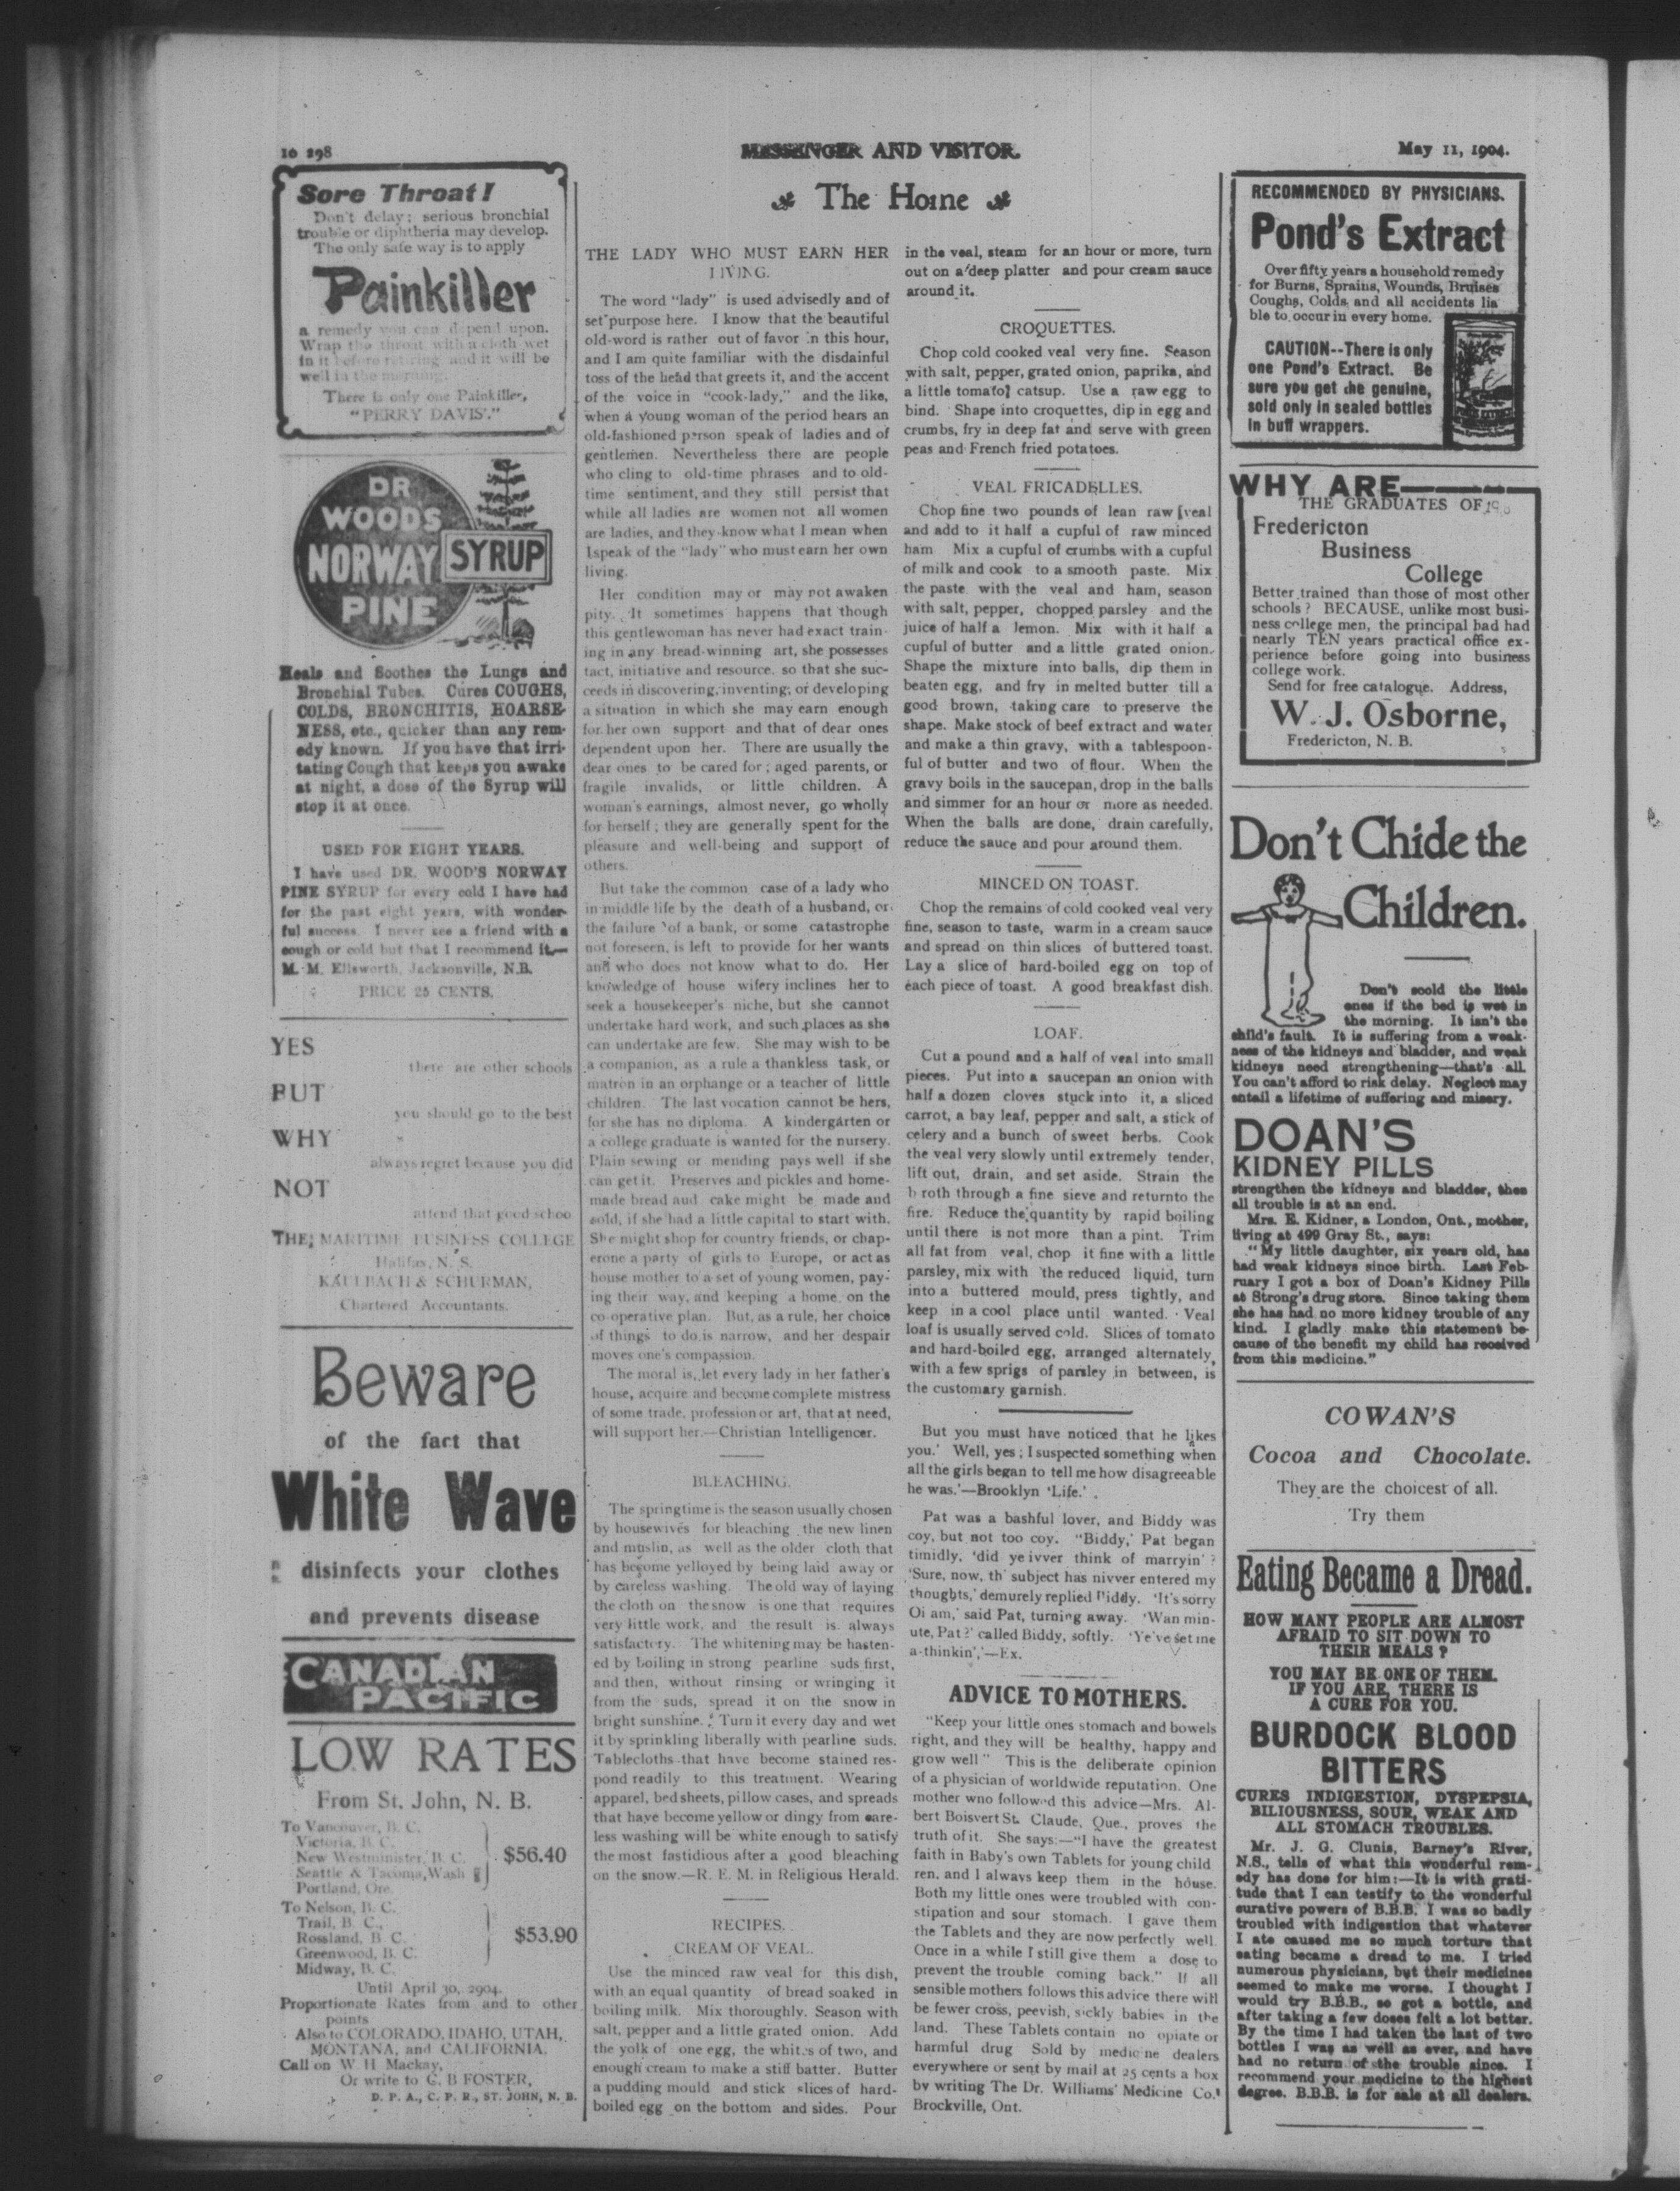 10 298
MESSENGER AND VISITOR.
May 11, 1904.
Sore Throat!
Don't delay; serious bronchial
trouble or diphtheria may develop.
The only safe way is to apply
Painkiller
a remedy you can depend upon.
Wrap the throat with a cloth wet
in it before retiring and it will be
well in the morning.
There is only one Painkiller,
"PERRY DAVIS'."
DR
WOODS
NORWAY SYRUP
PINE
Heals and Soothes the Lungs and
Bronchial Tubes. Cures COUGHS,
COLDS, BRONCHITIS, HOARSE-
NESS, etc., quicker than any rem-
edy known. If you have that irri-
tating Cough that keeps you awake
at night, a dose of the Syrup will
stop it at once.
USED FOR EIGHT YEARS.
I have used DR. WOOD'S NORWAY
PINE SYRUP for every cold I have had
for the past eight years, with wonder-
ful success. I never see a friend with a
cough or cold but that I recommend it.—
M. M. Ellsworth, Jacksonville, N.B.
PRICE 25 CENTS.
YES
there are other schools
BUT
you should go to the best
WHY
always regret because you did
NOT
attend that good schoo
THE MARITIME BUSINESS COLLEGE
Halifax, N. S.
KAULBACH & SCHURMAN,
Chartered Accountants.
Beware
of the fact that
White Wave
disinfects your clothes
and prevents disease
CANADIAN
PACIFIC
LOW RATES
From St. John, N. B.
To Vancouver, B. C.
Victoria, B. C.
New Westminister, B. C.
Seattle & Tacoma, Wash
Portland, Ore
$56.40
To Nelson, B. C.
Trail, B. C.,
Rossland, B C.
Greenwood, B. C.
Midway, B. C.
$53.90
Until April 30, 2904.
Proportionate Rates from and to other
points
Also to COLORADO, IDAHO, UTAH,
MONTANA, and CALIFORNIA.
Call on W. H Mackay,
Or write to C. B FOSTER,
D. P. A., C. P. R., ST. JOHN, N. B.
The Home
THE LADY WHO MUST EARN HER
LIVING.
The word "lady" is used advisedly and of
set purpose here. I know that the beautiful
old-word is rather out of favor in this hour,
and I am quite familiar with the disdainful
toss of the head that greets it, and the accent
of the voice in "cook-lady," and the like,
when a young woman of the period hears an
old-fashioned person speak of ladies and of
gentlemen. Nevertheless there are people
who cling to old-time phrases and to old-
time sentiment, and they still persist that
while all ladies are women not all women
are ladies, and they know what I mean when
I speak of the "lady" who must earn her own
living.
Her condition may or may not awaken
pity. It sometimes happens that though
this gentlewoman has never had exact train-
ing in any bread-winning art, she possesses
tact, initiative and resource, so that she suc-
ceeds in discovering, inventing, or developing
a situation in which she may earn enough
for her own support and that of dear ones
dependent upon her. There are usually the
dear ones to be cared for; aged parents, or
fragile invalids, or little children. A
woman's earnings, almost never, go wholly
for herself; they are generally spent for the
pleasure and well-being and support of
others.
But take the common case of a lady who
in middle life by the death of a husband, or
the failure of a bank, or some catastrophe
not foreseen, is left to provide for her wants
and who does not know what to do. Her
knowledge of house wifery inclines her to
seek a housekeeper's niche, but she cannot
undertake hard work, and such places as she
can undertake are few. She may wish to be
a companion, as a rule a thankless task, or
matron in an orphange or a teacher of little
children. The last vocation cannot be hers,
for she has no diploma. A kindergarten or
a college graduate is wanted for the nursery.
Plain sewing or mending pays well if she
can get it. Preserves and pickles and home-
made bread aud cake might be made and
sold, if she had a little capital to start with.
She might shop for country friends, or chap-
erone a party of girls to Europe, or act as
house mother to a set of young women, pay-
ing their way, and keeping a home on the
co operative plan. But, as a rule, her choice
of things to do is narrow, and her despair
moves one's compassion.
The moral is, let every lady in her father's
house, acquire and become complete mistress
of some trade, profession or art, that at need,
will support her.—Christian Intelligencer.
BLEACHING.
The springtime is the season usually chosen
by housewives for bleaching the new linen
and muslin, as well as the older cloth that
has become yelloyed by being laid away or
by careless washing. The old way of laying
the cloth on the snow is one that requires
very little work, and the result is always
satisfactory. The whitening may be hasten-
ed by boiling in strong pearline suds first,
and then, without rinsing or wringing it
from the suds, spread it on the snow in
bright sunshine. Turn it every day and wet
it by sprinkling liberally with pearline suds.
Tablecloths that have become stained res-
pond readily to this treatment. Wearing
apparel, bed sheets, pillow cases, and spreads
that have become yellow or dingy from care-
less washing will be white enough to satisfy
the most fastidious after a good bleaching
on the snow.—R. E. M. in Religious Herald.
RECIPES.
CREAM OF VEAL.
Use the minced raw veal for this dish,
with an equal quantity of bread soaked in
boiling milk. Mix thoroughly. Season with
salt, pepper and a little grated onion. Add
the yolk of one egg, the whites of two, and
enough cream to make a stiff batter. Butter
a pudding mould and stick slices of hard-
boiled egg on the bottom and sides. Pour
in the veal, steam for an hour or more, turn
out on a deep platter and pour cream sauce
around it.
CROQUETTES.
Chop cold cooked veal very fine. Season
with salt, pepper, grated onion, paprika, and
a little tomato catsup. Use a raw egg to
bind. Shape into croquettes, dip in egg and
crumbs, fry in deep fat and serve with green
peas and French fried potatoes.
VEAL FRICADELLES.
Chop fine two pounds of lean raw veal
and add to it half a cupful of raw minced
ham Mix a cupful of crumbs with a cupful
of milk and cook to a smooth paste. Mix
the paste with the veal and ham, season
with salt, pepper, chopped parsley and the
juice of half a lemon. Mix with it half a
cupful of butter and a little grated onion.
Shape the mixture into balls, dip them in
beaten egg, and fry in melted butter till a
good brown, taking care to preserve the
shape. Make stock of beef extract and water
and make a thin gravy, with a tablespoon-
ful of butter and two of flour. When the
gravy boils in the saucepan, drop in the balls
and simmer for an hour or more as needed.
When the balls are done, drain carefully,
reduce the sauce and pour around them.
MINCED ON TOAST.
Chop the remains of cold cooked veal very
fine, season to taste, warm in a cream sauce
and spread on thin slices of buttered toast.
Lay a slice of hard-boiled egg on top of
each piece of toast. A good breakfast dish.
LOAF.
Cut a pound and a half of veal into small
pieces. Put into a saucepan an onion with
half a dozen cloves stuck into it, a sliced
carrot, a bay leaf, pepper and salt, a stick of
celery and a bunch of sweet herbs. Cook
the veal very slowly until extremely tender,
lift out, drain, and set aside. Strain the
b roth through a fine sieve and returnto the
fire. Reduce the quantity by rapid boiling
until there is not more than a pint. Trim
all fat from veal, chop it fine with a little
parsley, mix with the reduced liquid, turn
into a buttered mould, press tightly, and
keep in a cool place until wanted. Veal
loaf is usually served cold. Slices of tomato
and hard-boiled egg, arranged alternately,
with a few sprigs of parsley in between, is
the customary garnish.
But you must have noticed that he likes
you.' Well, yes; I suspected something when
all the girls began to tell me how disagreeable
he was.'—Brooklyn 'Life.'
Pat was a bashful lover, and Biddy was
coy, but not too coy. "Biddy,' Pat began
timidly, 'did ye ivver think of marryin'?
'Sure, now, th' subject has nivver entered my
thoughts,' demurely replied Biddy. 'It's sorry
Oi am,' said Pat, turning away. 'Wan min-
ute, Pat?' called Biddy, softly. 'Ye've set me
a-thinkin','—Ex.
ADVICE TO MOTHERS.
"Keep your little ones stomach and bowels
right, and they will be healthy, happy and
grow well" This is the deliberate opinion
of a physician of worldwide reputation. One
mother wno followed this advice—Mrs. Al-
bert Boisvert St. Claude, Que., proves the
truth of it. She says:—"I have the greatest
faith in Baby's own Tablets for young child
ren, and I always keep them in the house.
Both my little ones were troubled with con-
stipation and sour stomach. I gave them
the Tablets and they are now perfectly well
Once in a while I still give them a dose to
prevent the trouble coming back." If all
sensible mothers follows this advice there will
be fewer cross, peevish, sickly babies in the
land. These Tablets contain no opiate or
harmful drug Sold by medicine dealers
everywhere or sent by mail at 25 cents a box
by writing The Dr. Williams' Medicine Co.'
Brockville, Ont.
RECOMMENDED BY PHYSICIANS.
Pond's Extract
Over fifty years a household remedy
for Burns, Sprains, Wounds, Bruises
Coughs, Colds and all accidents lia
ble to occur in every home.
CAUTION--There is only
one Pond's Extract. Be
sure you get the genuine,
sold only in sealed bottles
in buff wrappers.
WHY ARE
THE GRADUATES OF
Fredericton
Business
College
Better trained than those of most other
schools? BECAUSE, unlike most busi-
ness college men, the principal bad had
nearly TEN years practical office ex-
perience before going into business
college work.
Send for free catalogue. Address,
W. J. Osborne,
Fredericton, N. B.
Don't Chide the
Children.
Don't scold the little
ones if the bed is wet in
the morning. It isn't the
child's fault. It is suffering from a weak-
ness of the kidneys and bladder, and weak
kidneys need strengthening—that's all.
You can't afford to risk delay. Neglect may
entail a lifetime of suffering and misery.
DOAN'S
KIDNEY PILLS
strengthen the kidneys and bladder, then
all trouble is at an end.
Mrs. E. Kidner, a London, Ont., mother,
living at 499 Gray St., says:
"My little daughter, six years old, has
had weak kidneys since birth. Last Feb-
ruary I got a box of Doan's Kidney Pills
at Strong's drug store. Since taking them
she has had no more kidney trouble of any
kind. I gladly make this statement be-
cause of the benefit my child has received
from this medicine."
COWAN'S
Cocoa and Chocolate.
They are the choicest of all.
Try them
Eating Became a Dread.
HOW MANY PEOPLE ARE ALMOST
AFRAID TO SIT DOWN TO
THEIR MEALS?
YOU MAY BE ONE OF THEM.
IF YOU ARE, THERE IS
A CURE FOR YOU.
BURDOCK BLOOD
BITTERS
CURES INDIGESTION, DYSPEPSIA,
BILIOUSNESS, SOUR, WEAK AND
ALL STOMACH TROUBLES.
Mr. J. G. Clunis, Barney's River,
N.S., tells of what this wonderful rem-
edy has done for him:—It is with grati-
tude that I can testify to the wonderful
curative powers of B.B.B. I was so badly
troubled with indigestion that whatever
I ate caused me so much torture that
eating became a dread to me. I tried
numerous physicians, but their medicines
seemed to make me worse. I thought I
would try B.B.B., so got a bottle, and
after taking a few doses felt a lot better.
By the time I had taken the last of two
bottles I was as well as ever, and have
had no return of the trouble since. I
recommend your medicine to the highest
degree. B.B.B. is for sale at all dealers.